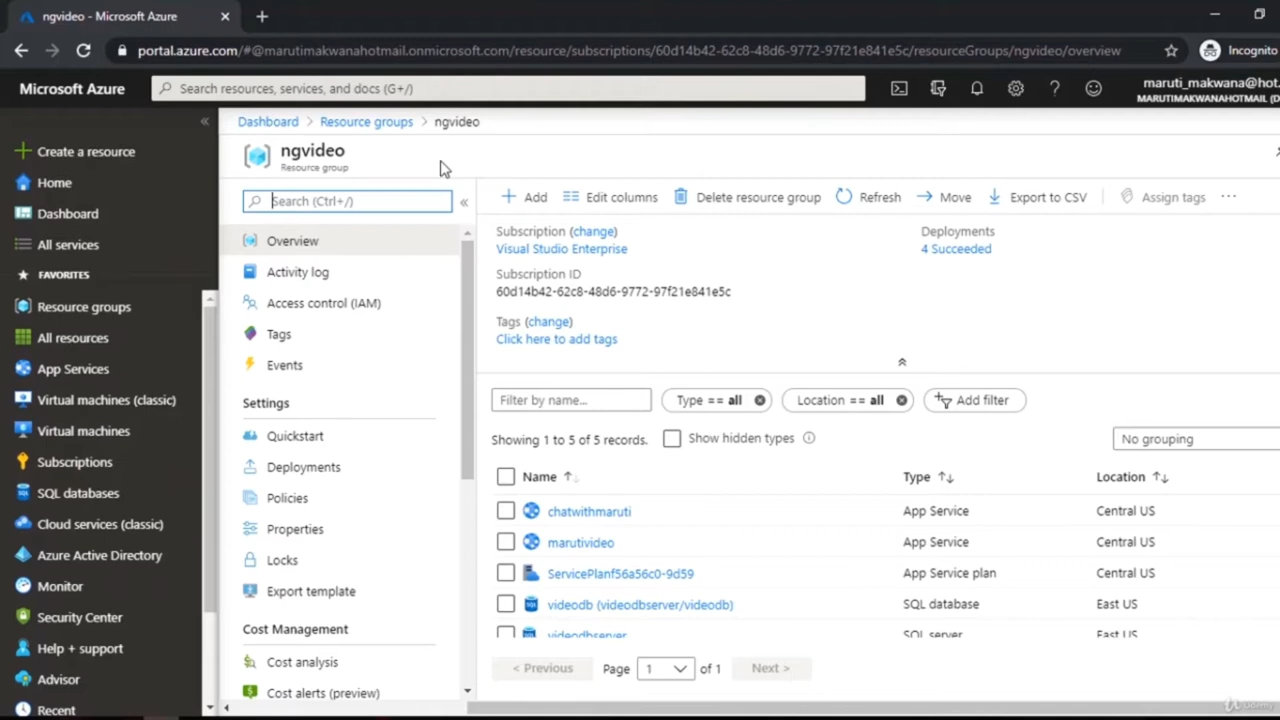 ngvideo - Microsoft Azure
portal.azure.com/#@marutimakwanahotmail.onmicrosoft.com/resource/subscriptions/60d14b42-62c8-48d6-9772-97f21e841e5c/resourceGroups/ngvideo/overview
Incognito
Microsoft Azure
Search resources, services, and docs (G+/)
maruti_makwana@hot.
MARUTIMAKWANAHOTMAIL (D
Create a resource
Home
Dashboard
All services
FAVORITES
Resource groups
All resources
App Services
Virtual machines (classic)
Virtual machines
Subscriptions
SQL databases
Cloud services (classic)
Azure Active Directory
Monitor
Security Center
Help + support
Advisor
Recent
Dashboard > Resource groups > ngvideo
ngvideo
Resource group
Search (Ctrl+/)
Overview
Activity log
Access control (IAM)
Tags
Events
Settings
Quickstart
Deployments
Policies
Properties
Locks
Export template
Cost Management
Cost analysis
Cost alerts (preview)
Add Edit columns Delete resource group Refresh Move Export to CSV Assign tags ...
Subscription (change)
Visual Studio Enterprise
Deployments
4 Succeeded
Subscription ID
60d14b42-62c8-48d6-9772-97f21e841e5c
Tags (change)
Click here to add tags
Filter by name... Type == all Location == all Add filter
Showing 1 to 5 of 5 records. Show hidden types No grouping
Name Type Location
chatwithmaruti App Service Central US
marutivideo App Service Central US
ServicePlanf56a56c0-9d59 App Service plan Central US
videodb (videodbserver/videodb) SQL database East US
videodbserver SQL server East US
< Previous Page 1 of 1 Next >
Udemy